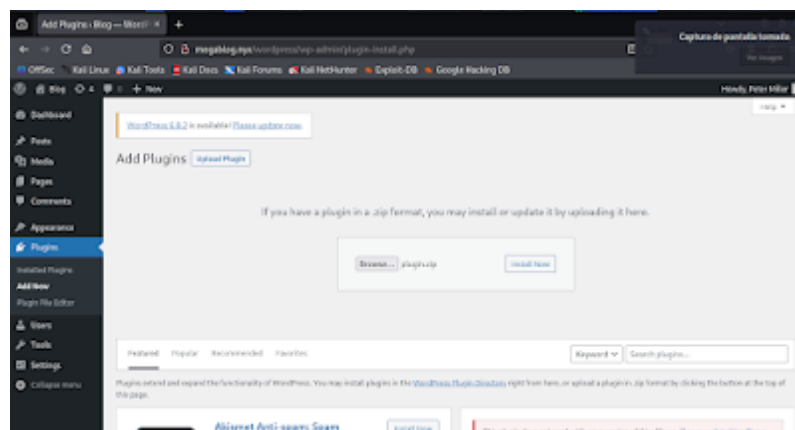 Add Plugins ‹ Blog — WordPr
Captura de pantalla tomada
Ver imagen
megablog.nyx/wordpress/wp-admin/plugin-install.php
OffSec
Kali Linux
Kali Tools
Kali Docs
Kali Forums
Kali NetHunter
Exploit-DB
Google Hacking DB
Blog
4
New
Howdy, Peter Miller
Help
Dashboard
WordPress 6.8.2 is available! Please update now.
Posts
Add Plugins
Upload Plugin
Media
Pages
Comments
If you have a plugin in a .zip format, you may install or update it by uploading it here.
Appearance
Plugins
Browse...
plugin.zip
Install Now
Installed Plugins
Add New
Plugin File Editor
Users
Tools
Featured
Popular
Recommended
Favorites
Keyword
Search plugins...
Settings
Collapse menu
Plugins extend and expand the functionality of WordPress. You may install plugins in the WordPress Plugin Directory right from here, or upload a plugin in .zip format by clicking the button at the top of
this page.
Akismet Anti-spam: Spam
Install Now